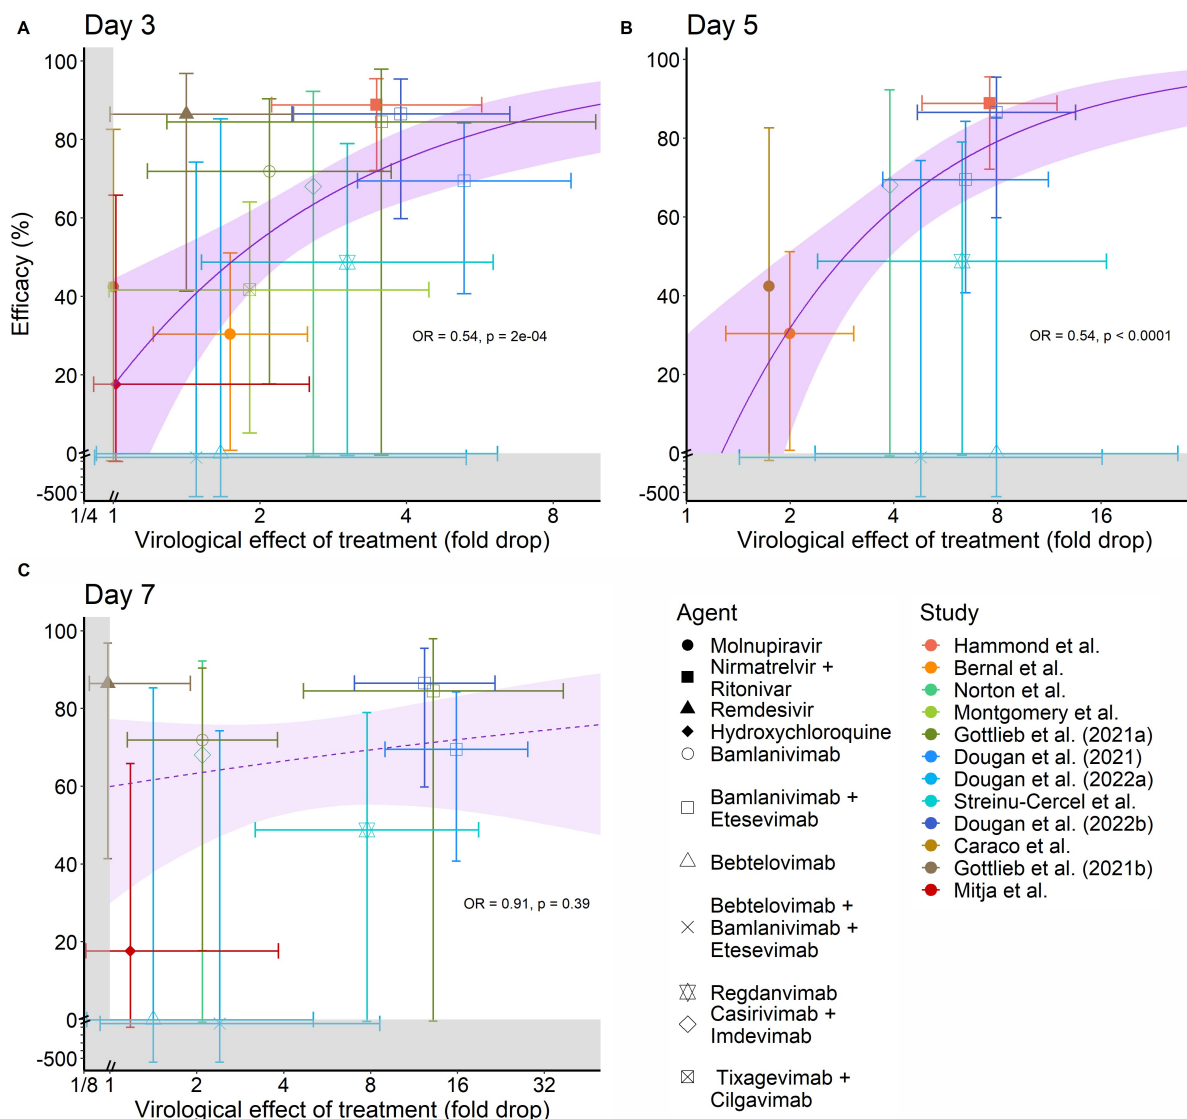 A
Day 3
100
80
60
40
20
0
-500
Efficacy (%)
OR = 0.54, p = 2e-04
1/4
1
2
4
8
Virological effect of treatment (fold drop)
B
Day 5
100
80
60
40
20
0
-500
OR = 0.54, p < 0.0001
1
2
4
8
16
Virological effect of treatment (fold drop)
C
Day 7
100
80
60
40
20
0
-500
OR = 0.91, p = 0.39
1/8
1
2
4
8
16
32
Virological effect of treatment (fold drop)
Agent
Molnupiravir
Nirmatrelvir +
Ritonivar
Remdesivir
Hydroxychloroquine
Bamlanivimab
Bamlanivimab +
Etesevimab
Bebtelovimab
Bebtelovimab +
Bamlanivimab +
Etesevimab
Regdanvimab
Casirivimab +
Imdevimab
Tixagevimab +
Cilgavimab
Study
Hammond et al.
Bernal et al.
Norton et al.
Montgomery et al.
Gottlieb et al. (2021a)
Dougan et al. (2021)
Dougan et al. (2022a)
Streinu-Cercel et al.
Dougan et al. (2022b)
Caraco et al.
Gottlieb et al. (2021b)
Mitja et al.